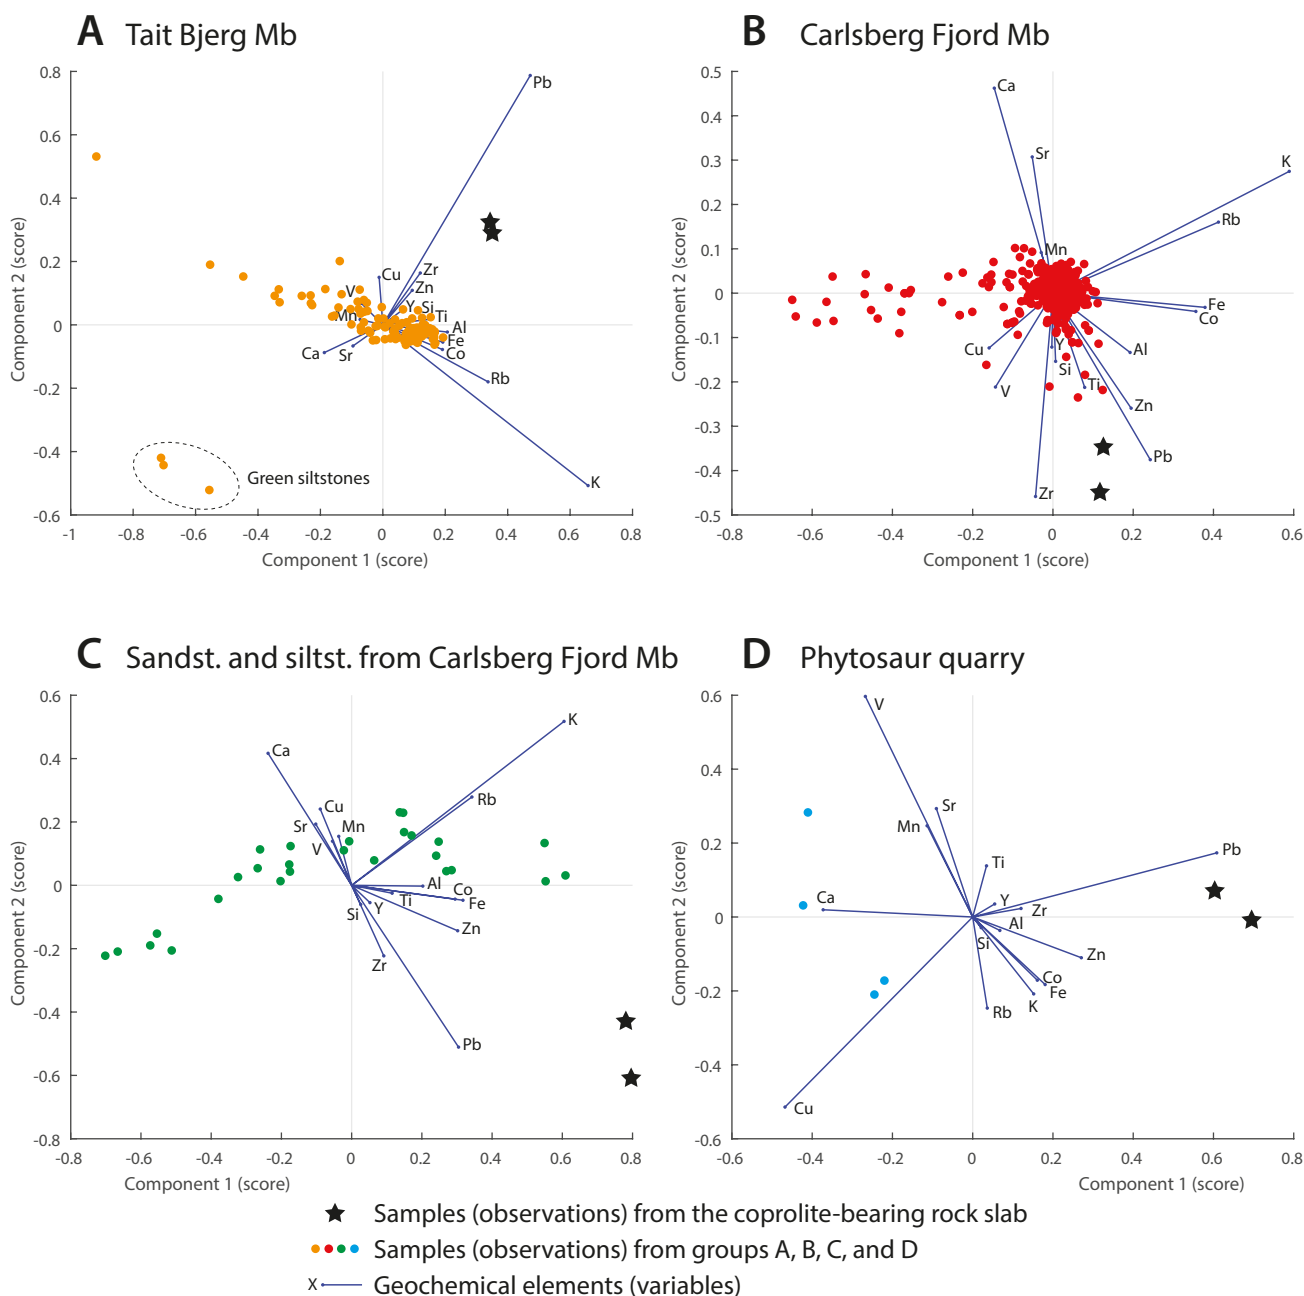 A Tait Bjerg Mb
0.8
0.6
0.4
0.2
0
-0.2
-0.4
-0.6
-1
-0.8
-0.6
-0.4
-0.2
0
0.2
0.4
0.6
0.8
Component 2 (score)
Component 1 (score)
Pb
Cu
Zr
Zn
V
Y
Si
Ti
Mn
Al
Fe
Co
Ca
Sr
Rb
K
Green siltstones
B Carlsberg Fjord Mb
0.5
0.4
0.3
0.2
0.1
0
-0.1
-0.2
-0.3
-0.4
-0.5
-0.8
-0.6
-0.4
-0.2
0
0.2
0.4
0.6
Component 2 (score)
Component 1 (score)
Ca
Sr
K
Rb
Mn
Fe
Co
Cu
Y
Al
Si
V
Ti
Zn
Pb
Zr
C Sandst. and siltst. from Carlsberg Fjord Mb
0.6
0.4
0.2
0
-0.2
-0.4
-0.6
-0.8
-0.8
-0.6
-0.4
-0.2
0
0.2
0.4
0.6
0.8
Component 2 (score)
Component 1 (score)
K
Ca
Rb
Cu
Sr
Mn
V
Al
Co
Ti
Fe
Si
Y
Zn
Zr
Pb
D Phytosaur quarry
0.6
0.4
0.2
0
-0.2
-0.4
-0.6
-0.6
-0.4
-0.2
0
0.2
0.4
0.6
0.8
Component 2 (score)
Component 1 (score)
V
Sr
Mn
Ti
Pb
Ca
Y
Zr
Al
Si
Zn
Co
Fe
K
Rb
Cu
Samples (observations) from the coprolite-bearing rock slab
Samples (observations) from groups A, B, C, and D
X Geochemical elements (variables)